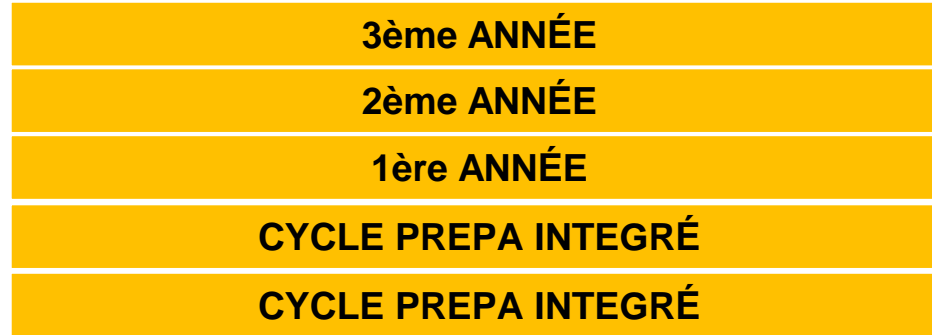 3ème ANNÉE
2ème ANNÉE
1ère ANNÉE
CYCLE PREPA INTEGRÉ
CYCLE PREPA INTEGRÉ